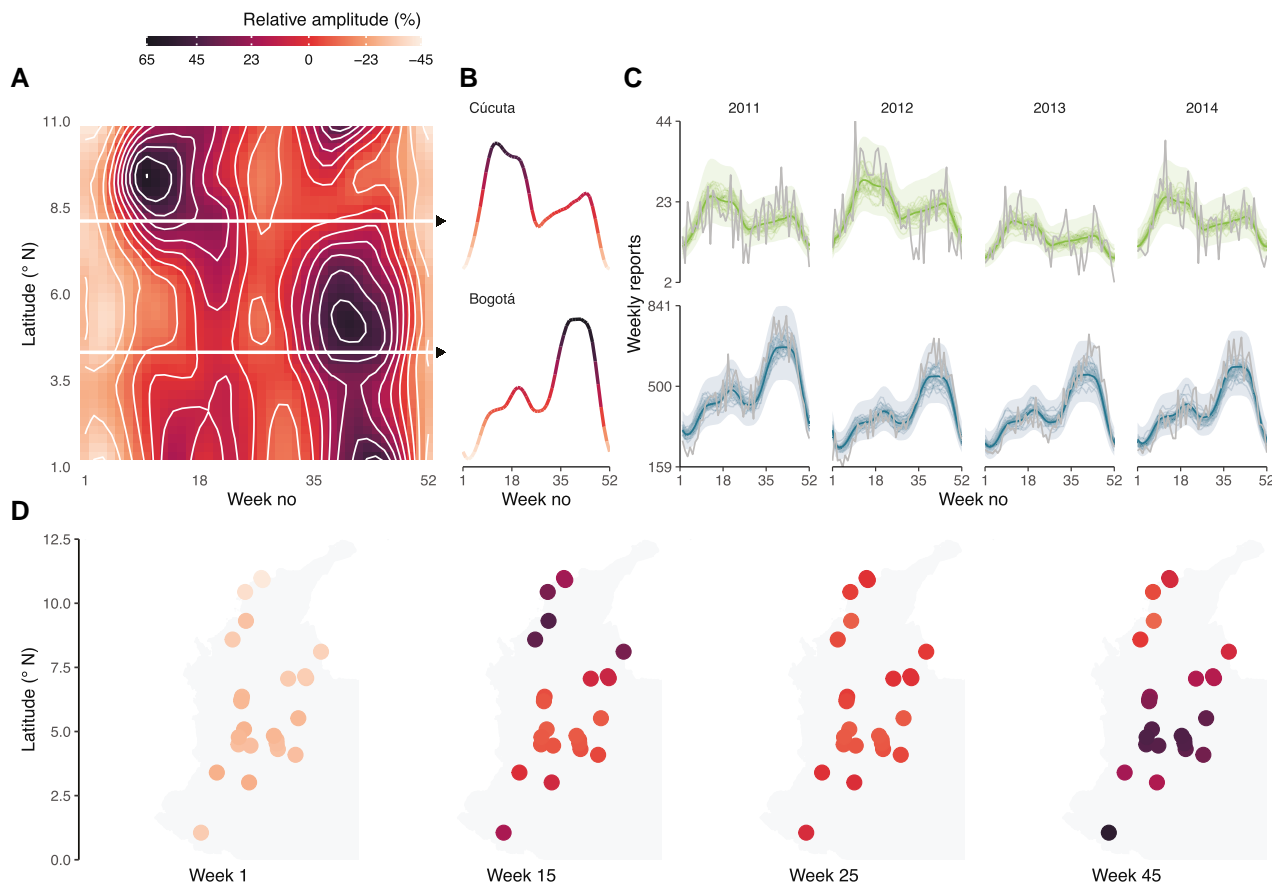 Relative amplitude (%)
65 45 23 0 −23 −45
A
B
C
11.0
8.5
6.0
3.5
1.0
Latitude (° N)
1 18 35 52
Week no
Cúcuta
Bogotá
1 18 35 52
Week no
2011 2012 2013 2014
44
23
2
841
500
159
Weekly reports
1 18 35 52 1 18 35 52 1 18 35 52 1 18 35 52
Week no
D
12.5
10.0
7.5
5.0
2.5
0.0
Latitude (° N)
Week 1 Week 15 Week 25 Week 45